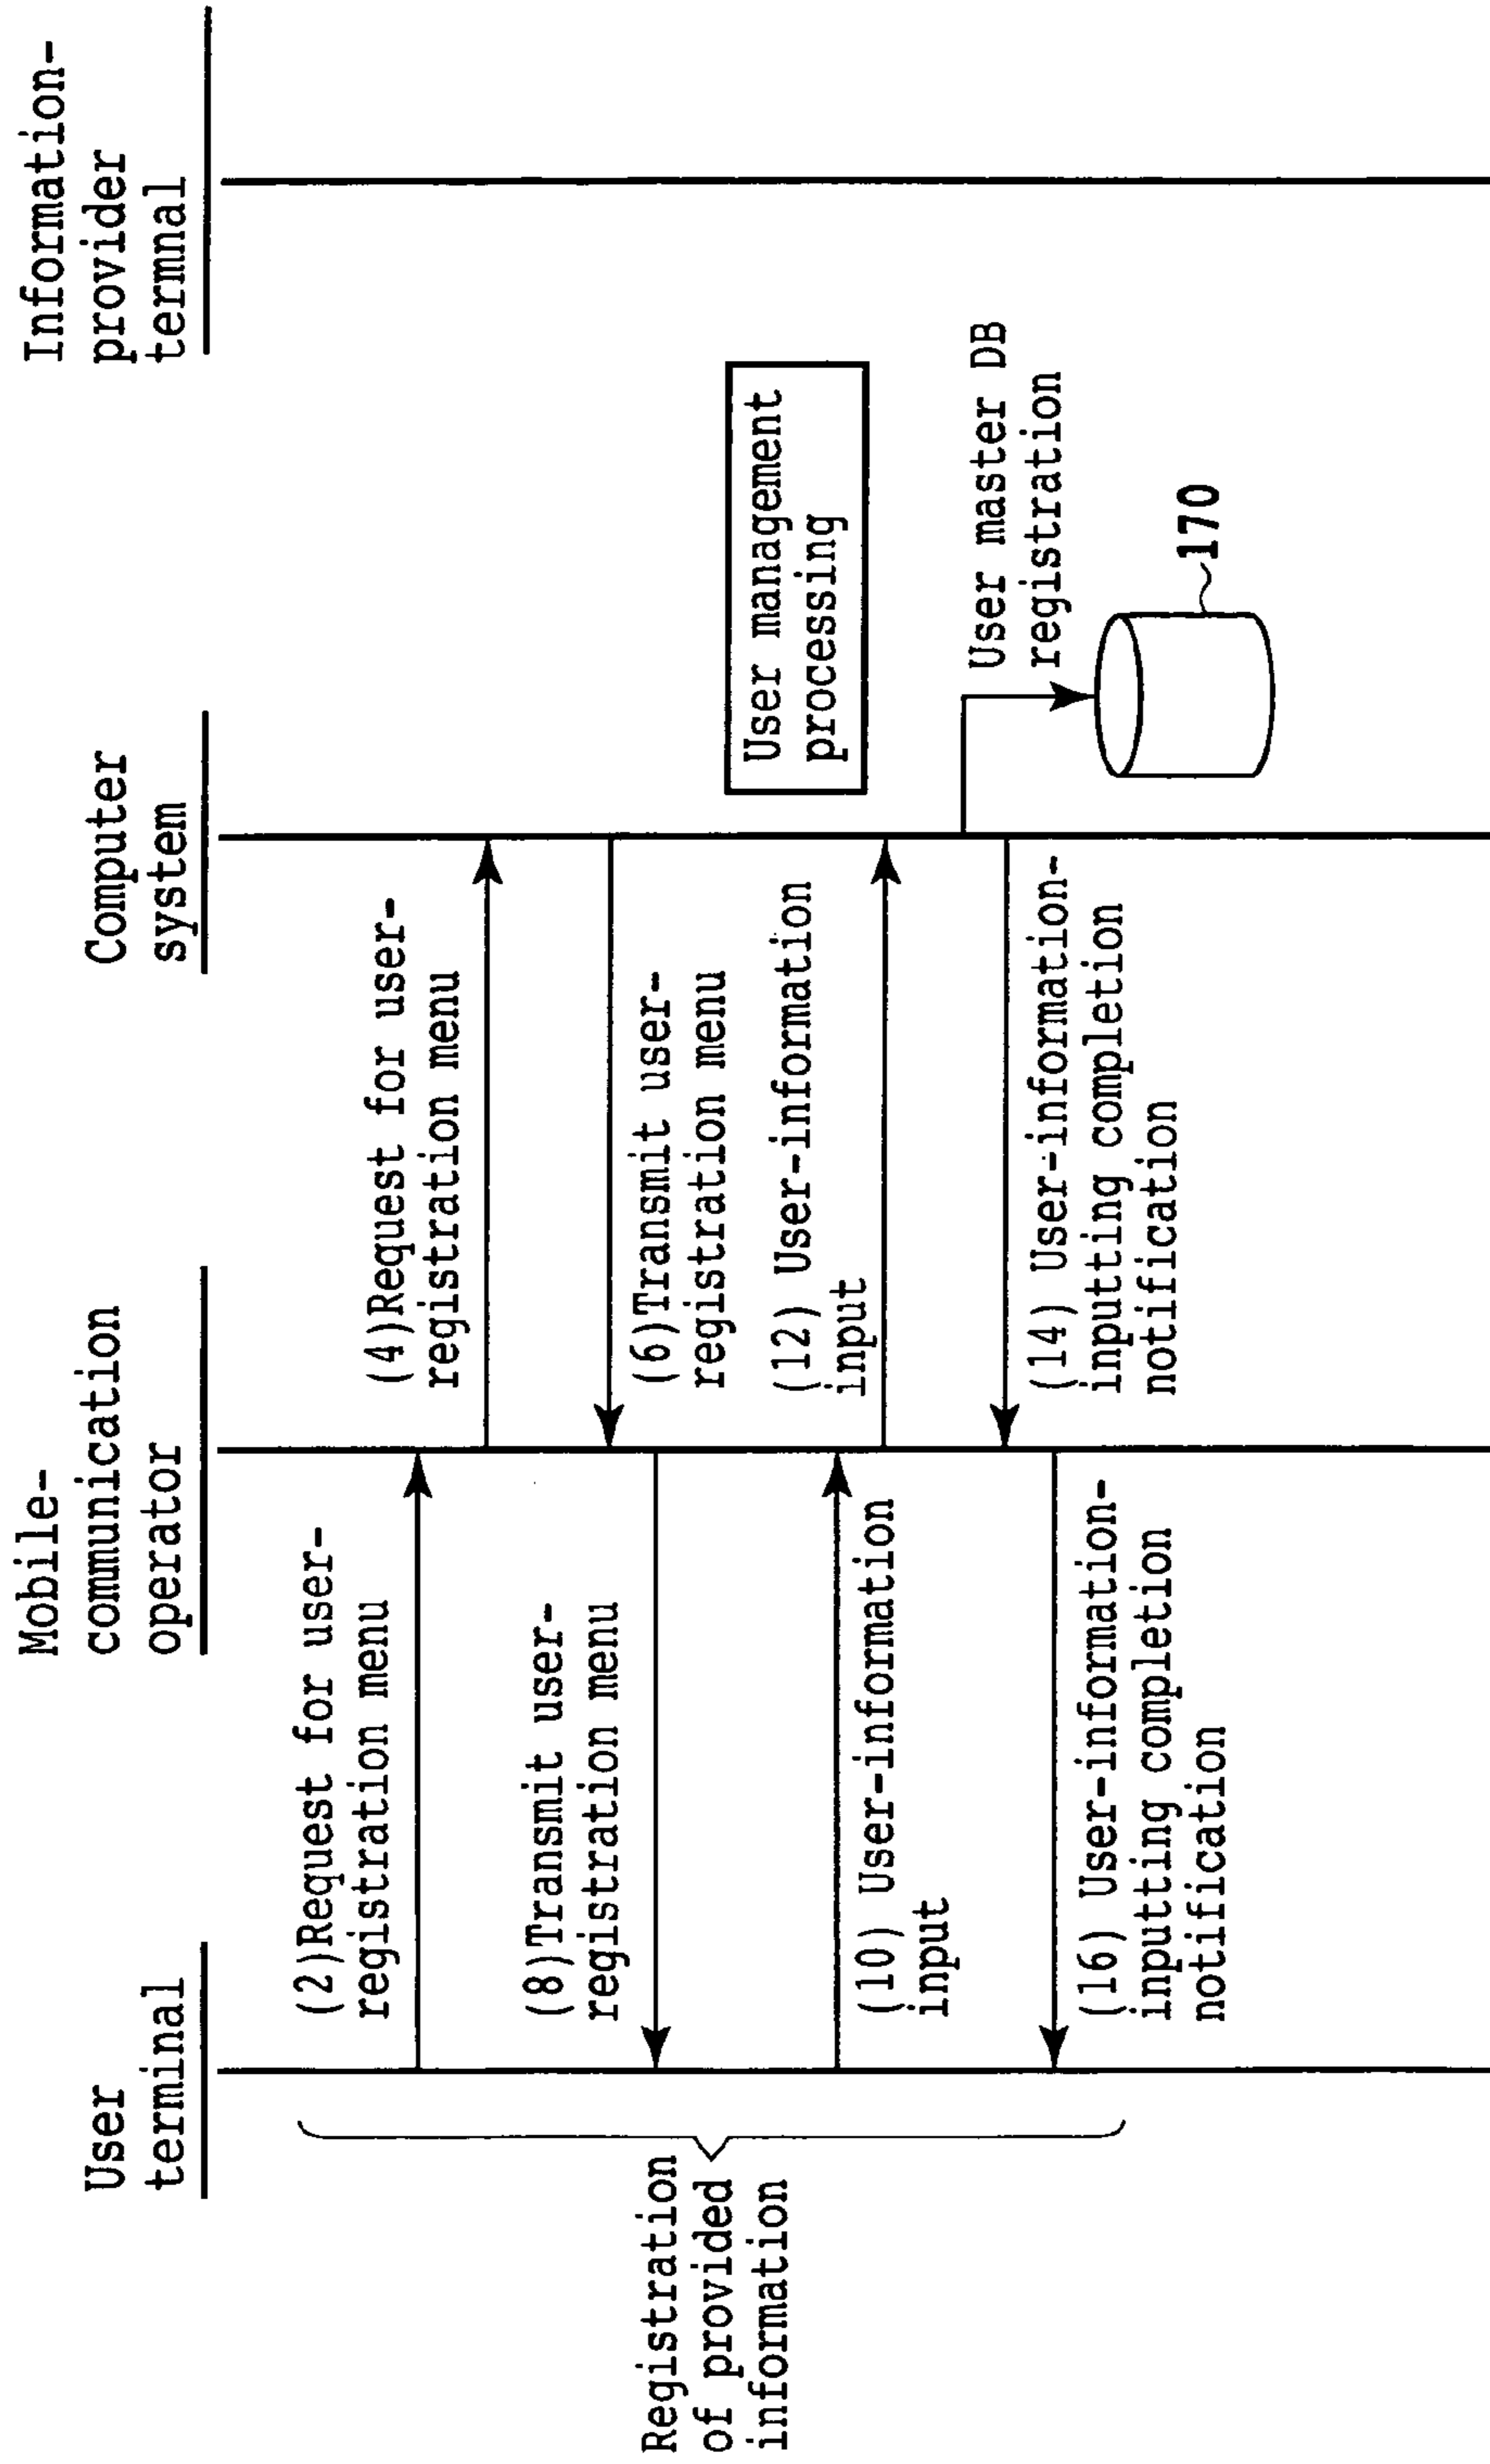 User
terminal
Mobile-
communication
operator
Computer
system
Information-
provider
termnal
Registration
of provided
information
(2)Request for user-
registration menu
(4)Request for user-
registration menu
(6)Transmit user-
registration menu
(8)Transmit user-
registration menu
(10) User-information
input
(12) User-information
input
User management
processing
User master DB
registration
170
(14) User-information-
inputting completion
notification
(16) User-information-
inputting completion
notification